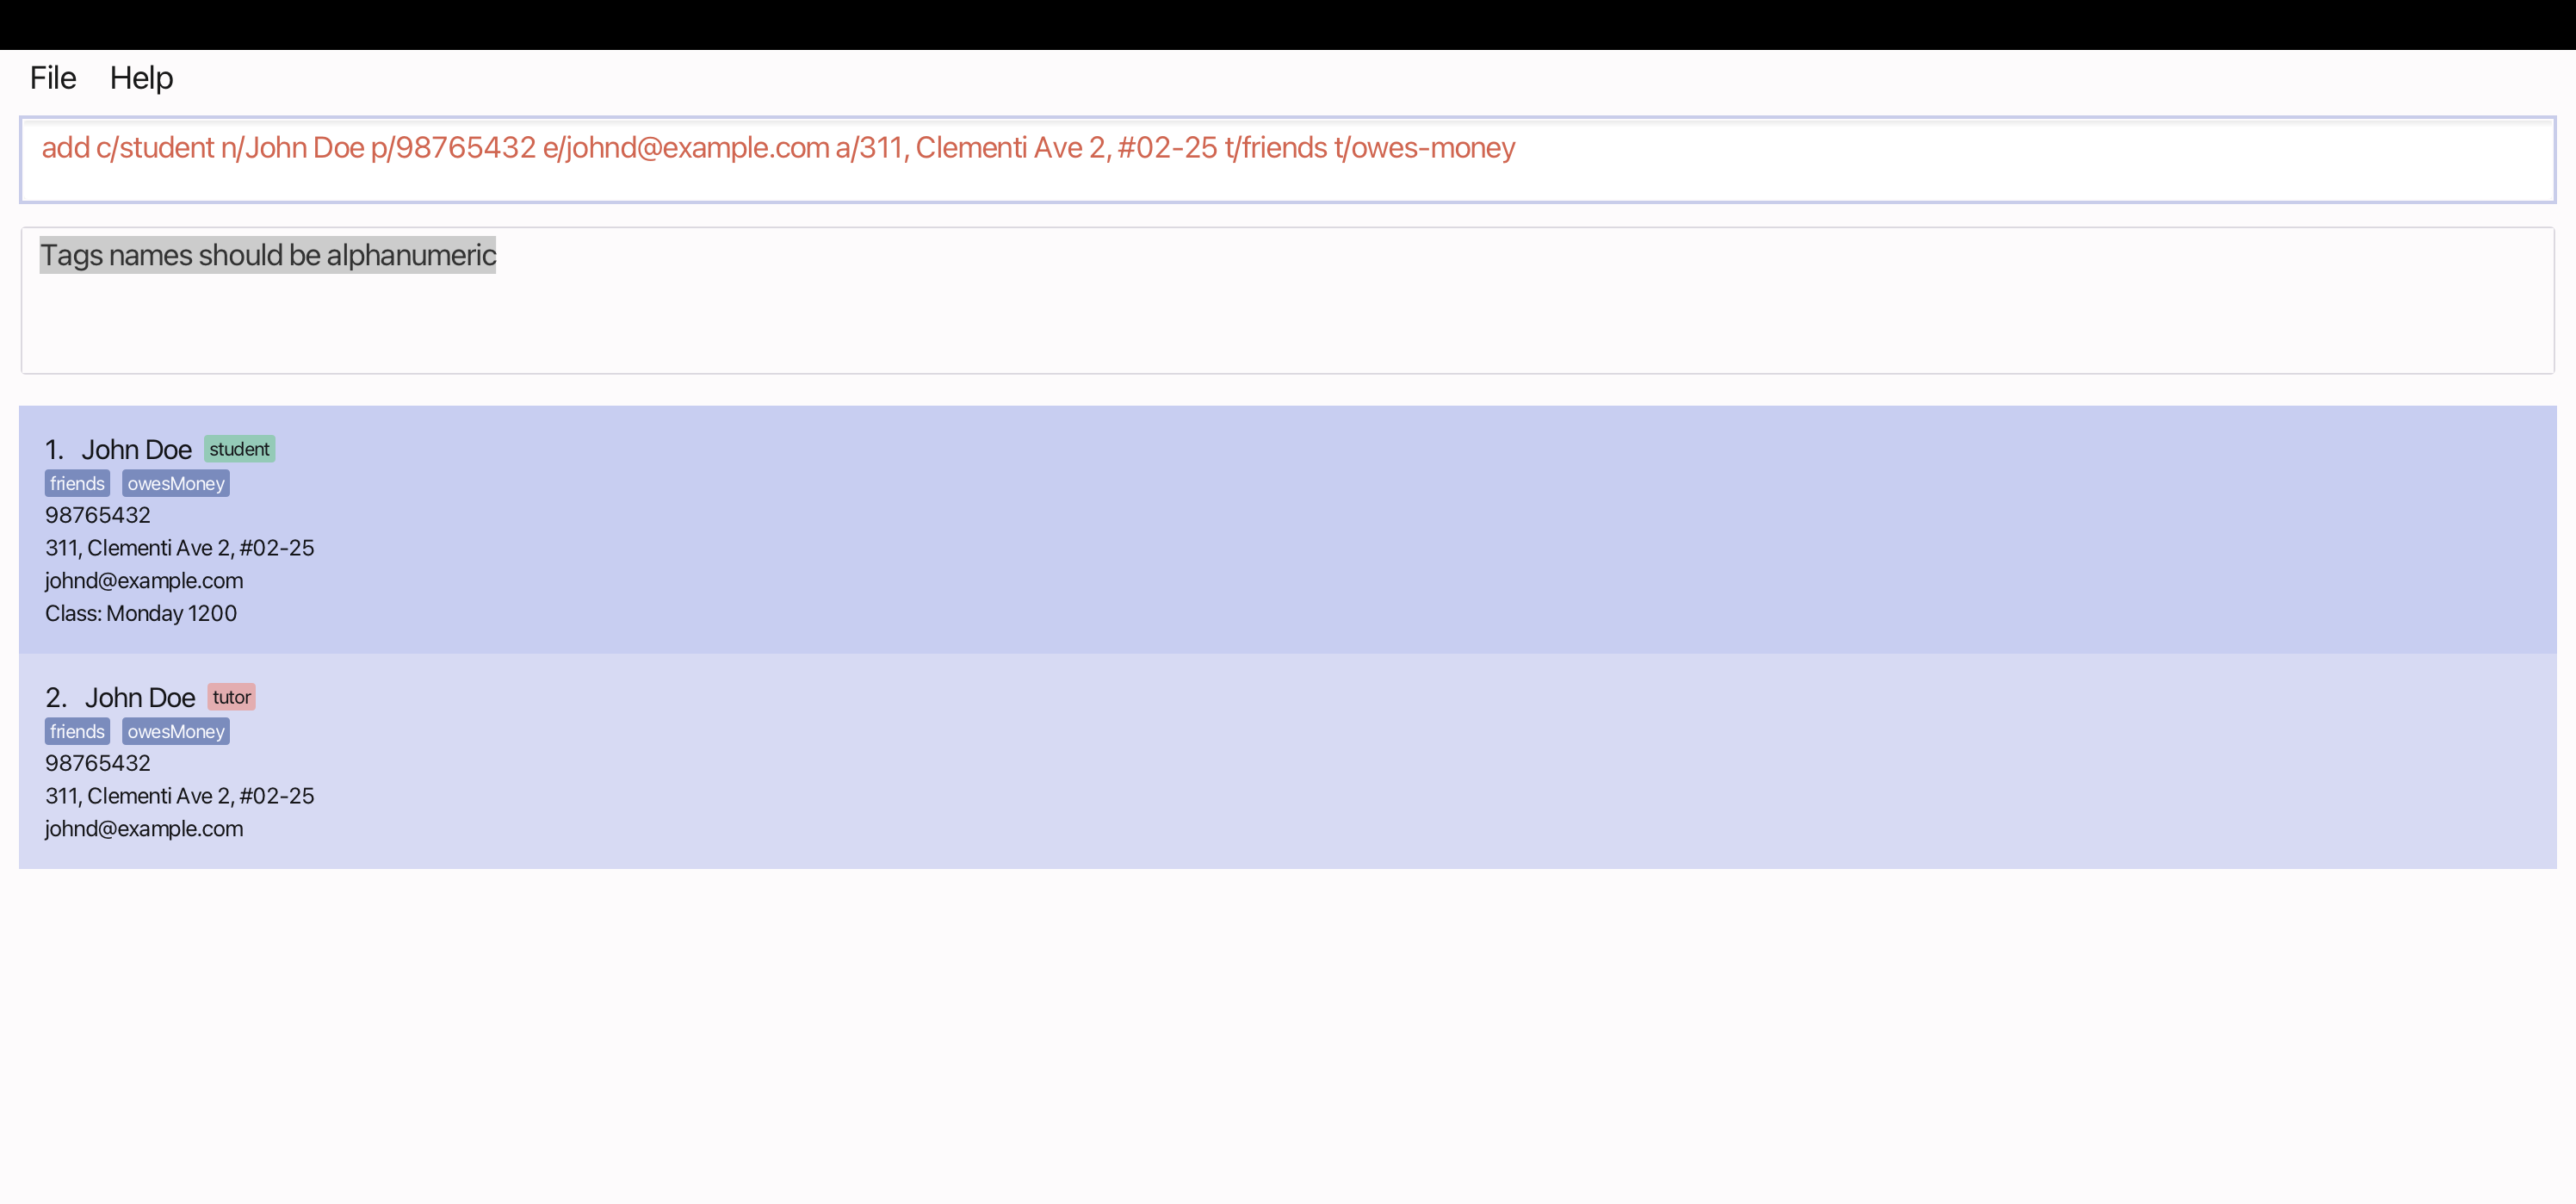 File Help
add c/student n/John Doe p/98765432 e/johnd@example.com a/311, Clementi Ave 2, #02-25 t/friends t/owes-money
Tags names should be alphanumeric
1. John Doe student
friends owesMoney
98765432
311, Clementi Ave 2, #02-25
johnd@example.com
Class: Monday 1200
2. John Doe tutor
friends owesMoney
98765432
311, Clementi Ave 2, #02-25
johnd@example.com